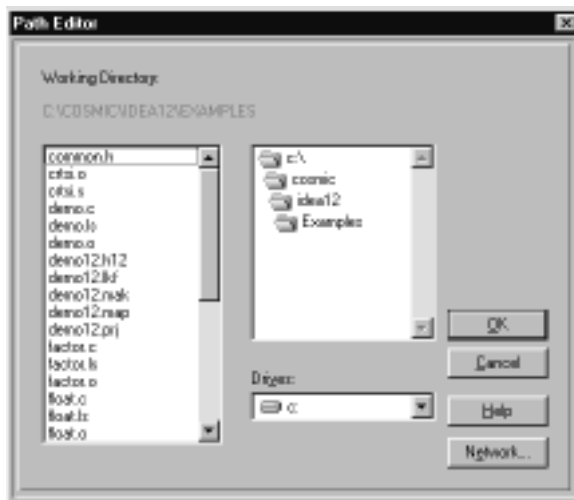 Path Editor
Working Directory:
C:\COSMIC\IDEA12\EXAMPLES
common.h
crtsi.o
crtsi.s
demo.c
demo.ls
demo.o
demo12.h12
demo12.lkf
demo12.mak
demo12.map
demo12.prj
factor.c
factor.ls
factor.o
float.c
float.ls
float.o
c:\
cosmic
idea12
Examples
Drives:
c:
OK
Cancel
Help
Network...